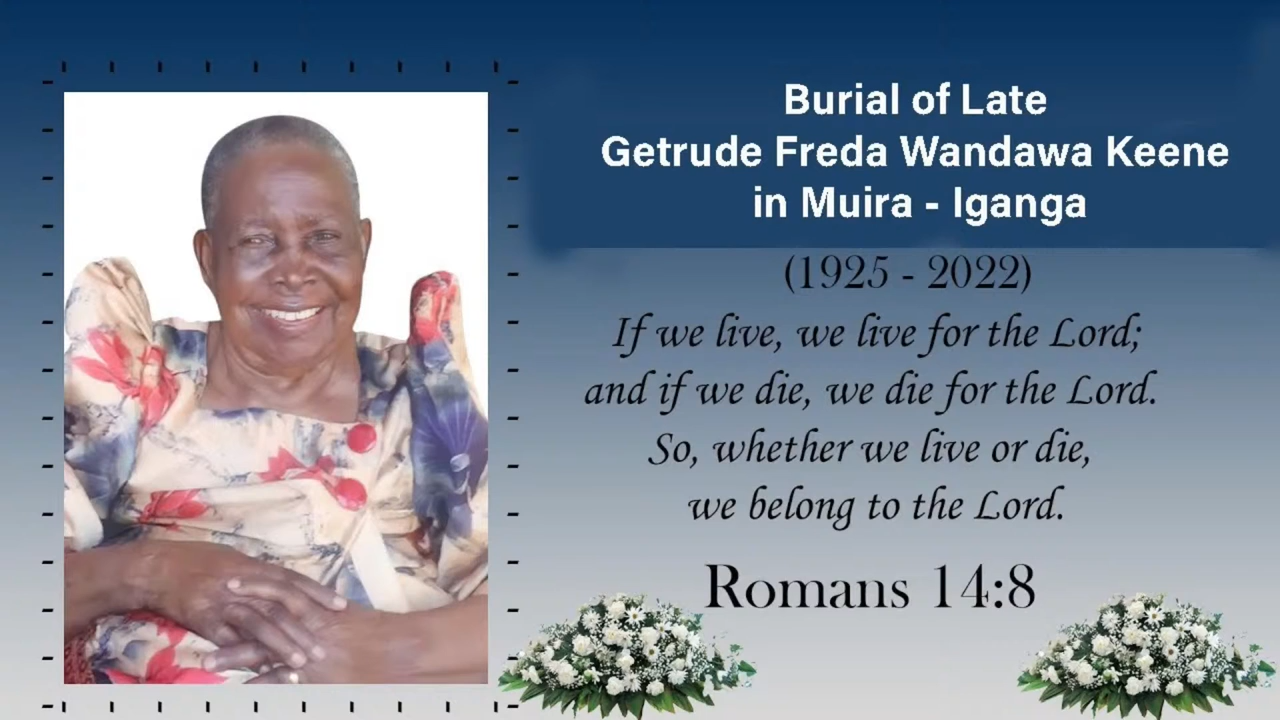 Burial of Late
Getrude Freda Wandawa Keene
in Muira - Iganga
(1925 - 2022)
If we live, we live for the Lord;
and if we die, we die for the Lord.
So, whether we live or die,
we belong to the Lord.
Romans 14:8